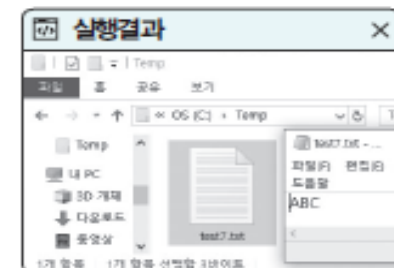 실행결과
Temp
파일 홈 공유 보기
OS (C:) Temp
Temp
내 PC
3D 개체
다운로드
동영상
test7.txt
1개 항목 1개 항목 선택함 3바이트
test7.txt - ...
파일(F) 편집(E)
도움말
ABC